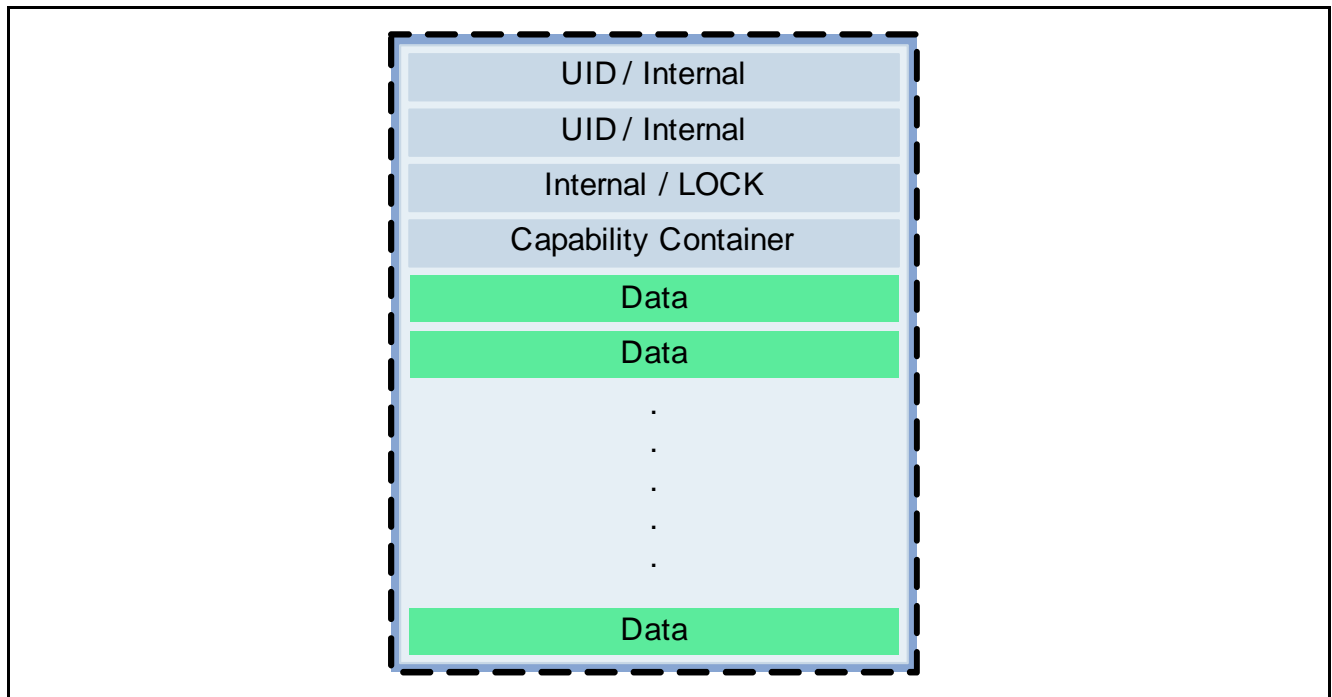 UID / Internal
UID / Internal
Internal / LOCK
Capability Container
Data
Data
.
.
.
.
.
Data